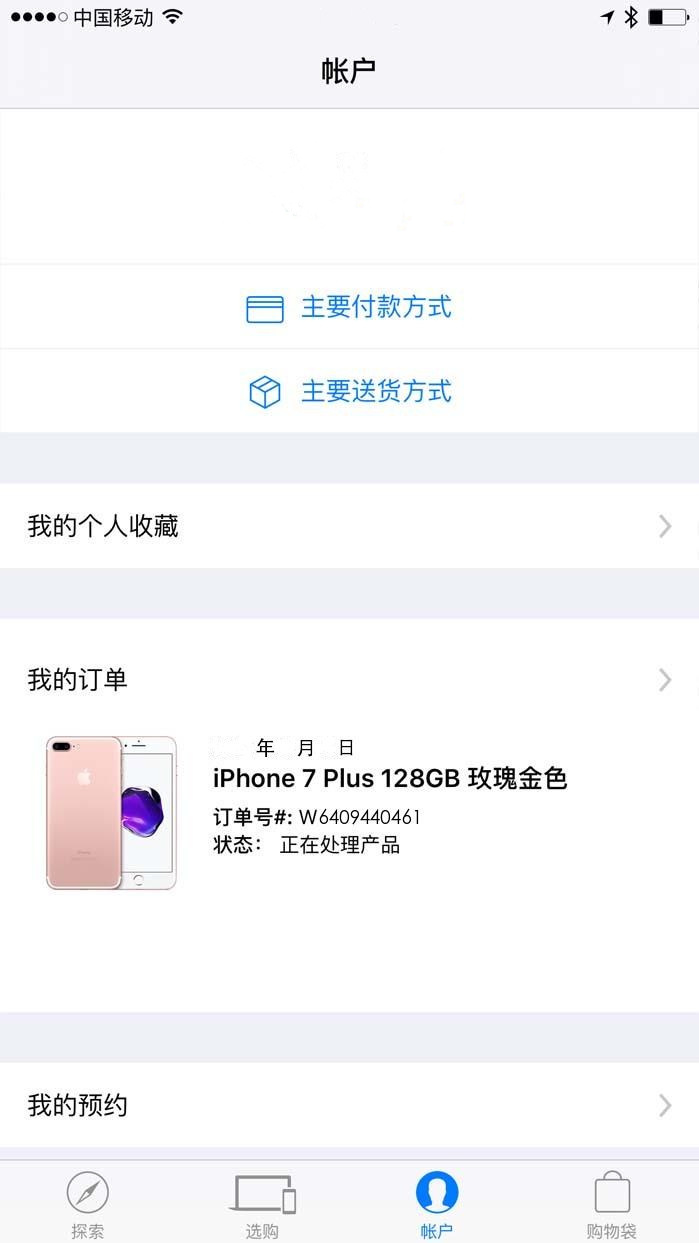 中国移动
帐户
主要付款方式
主要送货方式
我的个人收藏
我的订单
年 月 日
iPhone 7 Plus 128GB 玫瑰金色
订单号#: W6409440461
状态： 正在处理产品
我的预约
探索 选购 帐户 购物袋